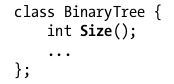 class BinaryTree {
    int Size();
    ...
};